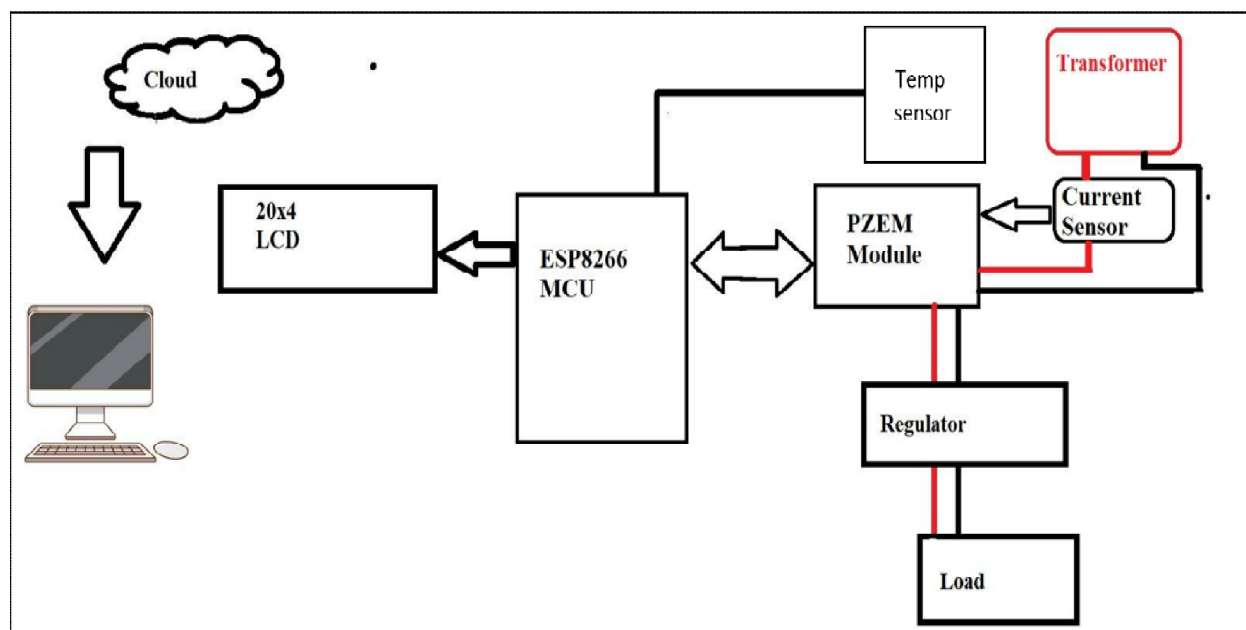 Cloud
Temp
sensor
Transformer
20x4
LCD
ESP8266
MCU
PZEM
Module
Current
Sensor
Regulator
Load